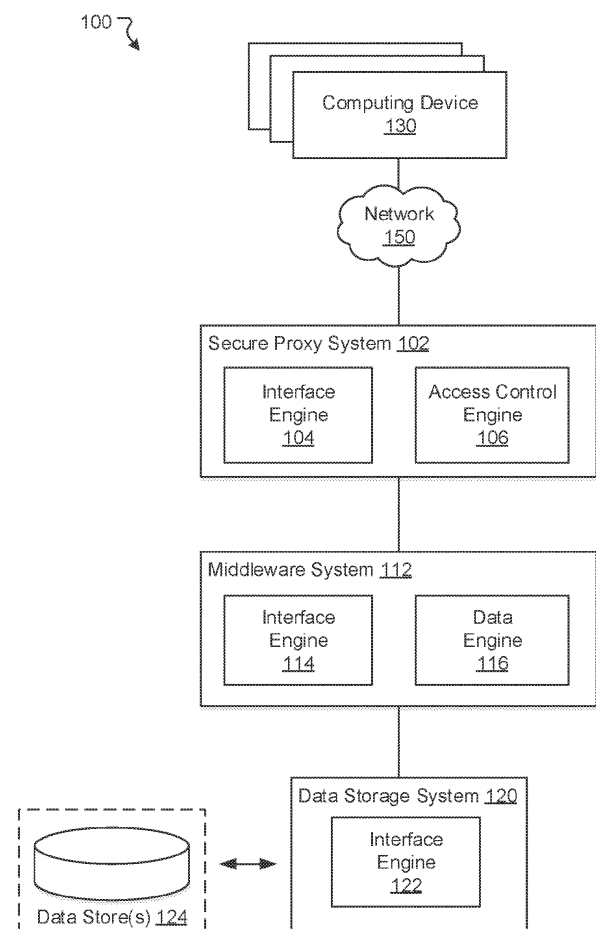 100
Computing Device
130
Network
150
Secure Proxy System 102
Interface
Engine
104
Access Control
Engine
106
Middleware System 112
Interface
Engine
114
Data
Engine
116
Data Storage System 120
Interface
Engine
122
Data Store(s) 124